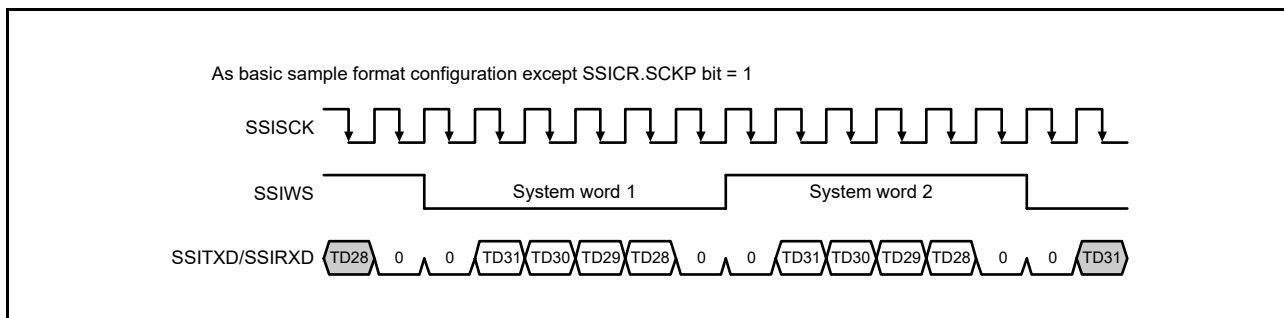 As basic sample format configuration except SSICR.SCKP bit = 1
SSISCK
SSIWS System word 1 System word 2
SSITXD/SSIRXD TD28 0 0 TD31 TD30 TD29 TD28 0 0 TD31 TD30 TD29 TD28 0 0 TD31